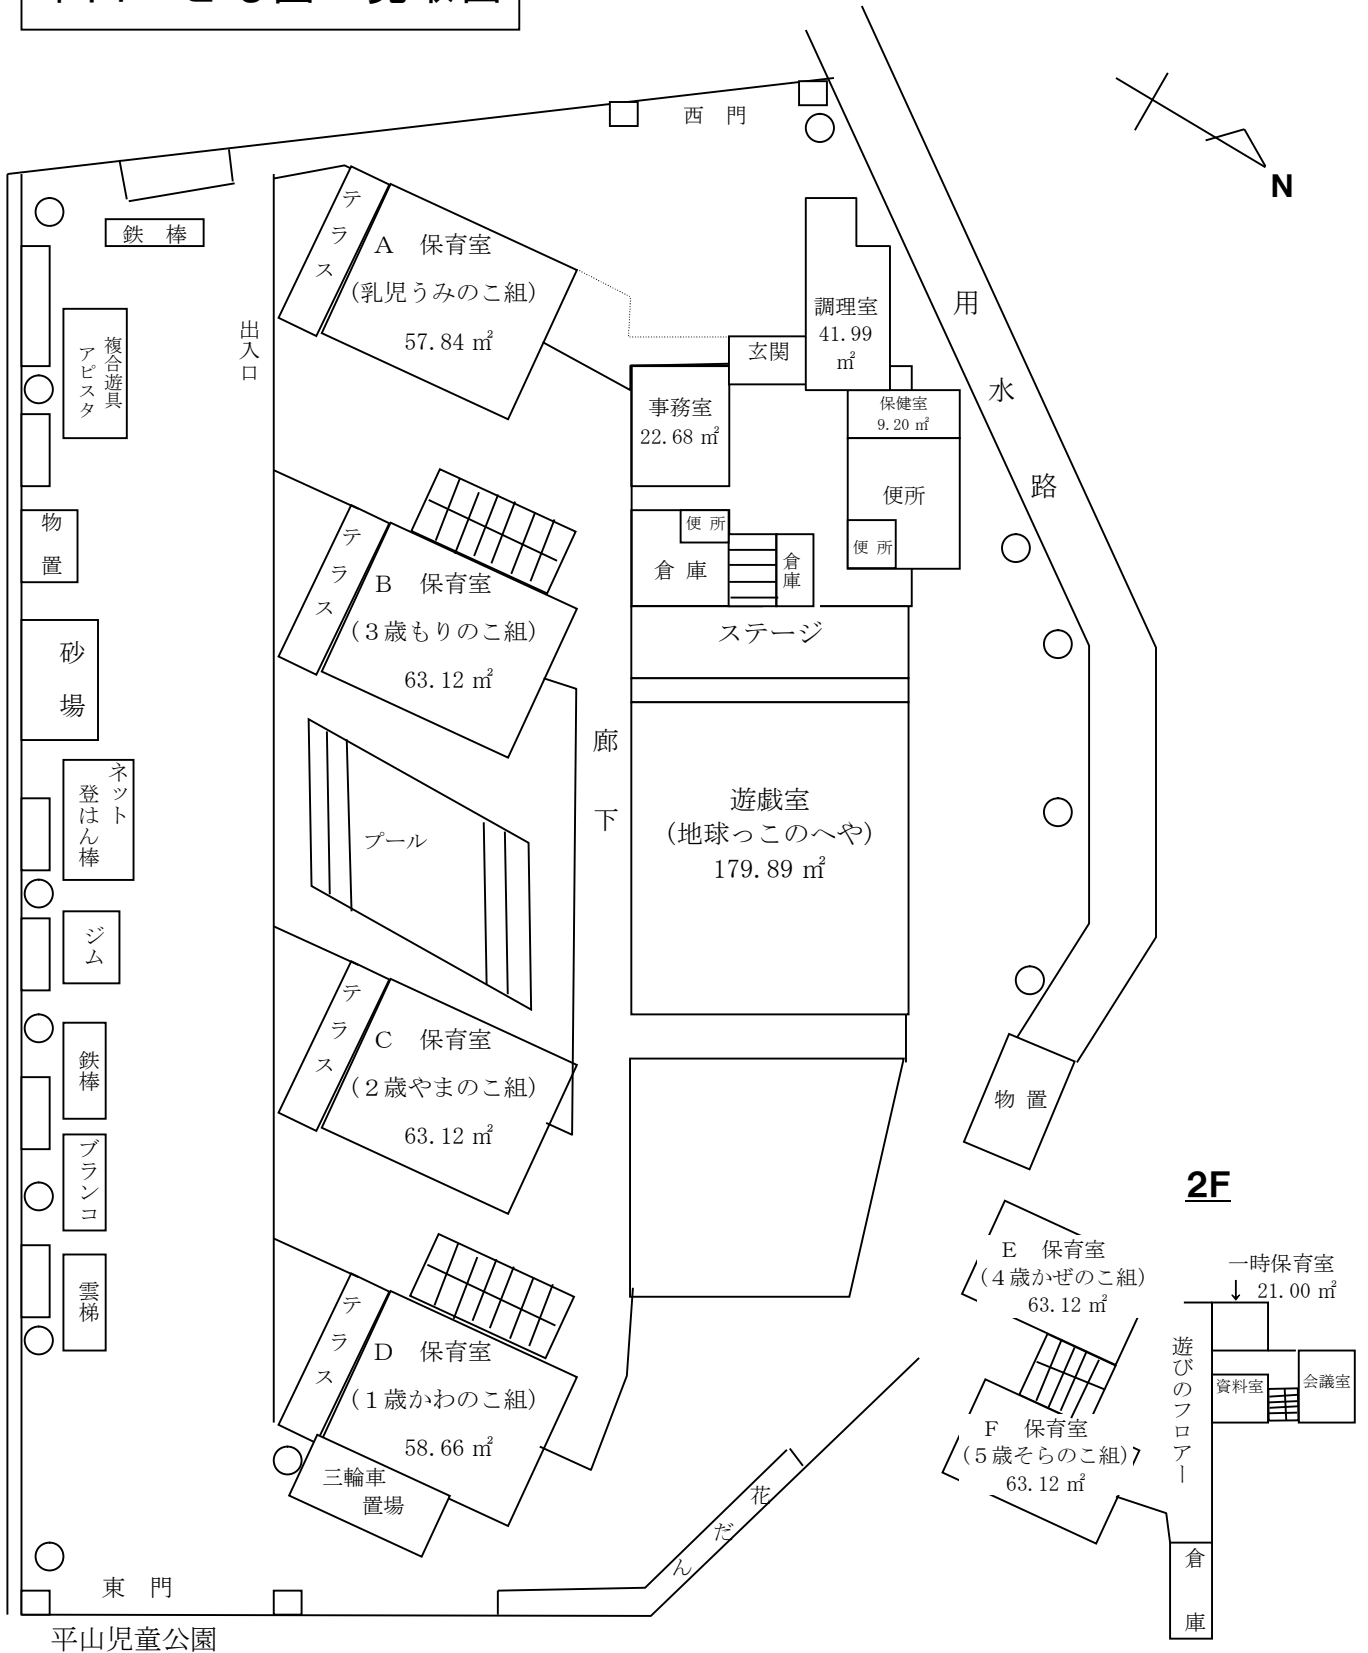 西　門
N
鉄　棒
複合遊具
アピスタ
出入口
テラス
A　保育室
(乳児うみのこ組)
57.84 ㎡
調理室
41.99
㎡
玄関
用水路
事務室
22.68 ㎡
保健室
9.20 ㎡
便所
便 所
便 所
倉 庫
倉庫
ステージ
物置
テラス
B　保育室
(３歳もりのこ組)
63.12 ㎡
砂場
廊下
遊戯室
(地球っこのへや)
179.89 ㎡
プール
ネット
登はん棒
ジム
テラス
C　保育室
(２歳やまのこ組)
63.12 ㎡
鉄棒
ブランコ
物 置
2F
雲梯
テラス
D　保育室
(１歳かわのこ組)
58.66 ㎡
三輪車
置場
E　保育室
(４歳かぜのこ組)
63.12 ㎡
一時保育室
21.00 ㎡
遊びのフロアー
資料室
会議室
F　保育室
(５歳そらのこ組)
63.12 ㎡
倉庫
花だん
東　門
平山児童公園